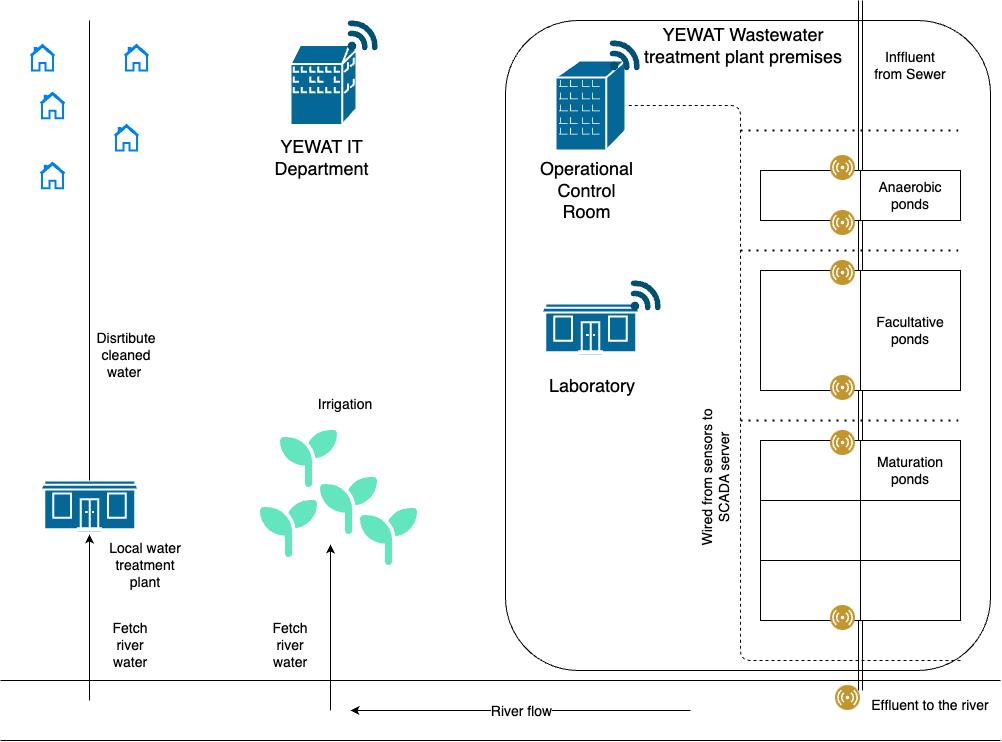 YEWAT Wastewater
treatment plant premises
Inffluent
from Sewer
YEWAT IT
Department
Operational
Control
Room
Anaerobic
ponds
Facultative
ponds
Disrtibute
cleaned
water
Laboratory
Irrigation
Wired from sensors to
SCADA server
Maturation
ponds
Local water
treatment
plant
Fetch
river
water
Fetch
river
water
River flow
Effluent to the river